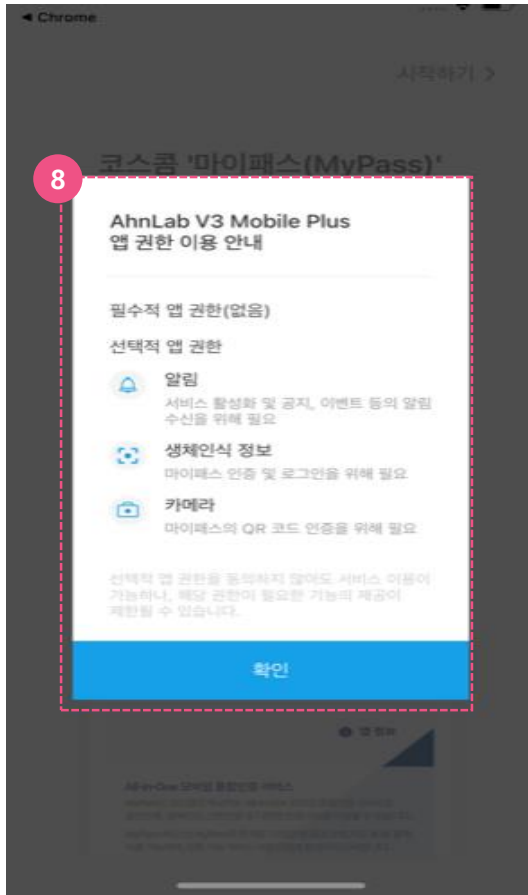 ◀ Chrome
시작하기 >
코스콤 '마이패스(MyPass)'
8
AhnLab V3 Mobile Plus
앱 권한 이용 안내
필수적 앱 권한(없음)
선택적 앱 권한
알림
서비스 활성화 및 공지, 이벤트 등의 알림
수신을 위해 필요
생체인식 정보
마이패스 인증 및 로그인을 위해 필요
카메라
마이패스의 QR 코드 인증을 위해 필요
선택적 앱 권한을 동의하지 않아도 서비스 이용이
가능하나, 해당 권한이 필요한 기능의 제공이
제한될 수 있습니다.
확인
앱 정보
All-in-One 모바일 통합인증 서비스